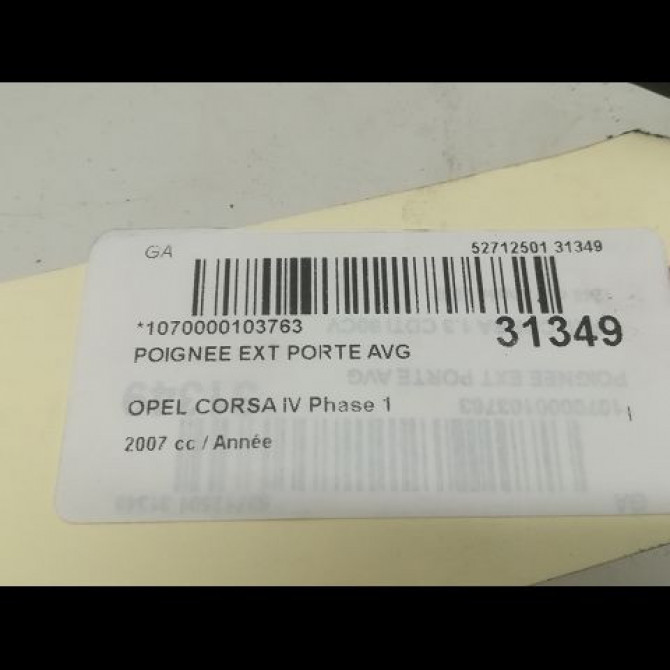 GA 52712501 31349
*1070000103763 31349
POIGNEE EXT PORTE AVG
OPEL CORSA IV Phase 1
2007 cc / Année